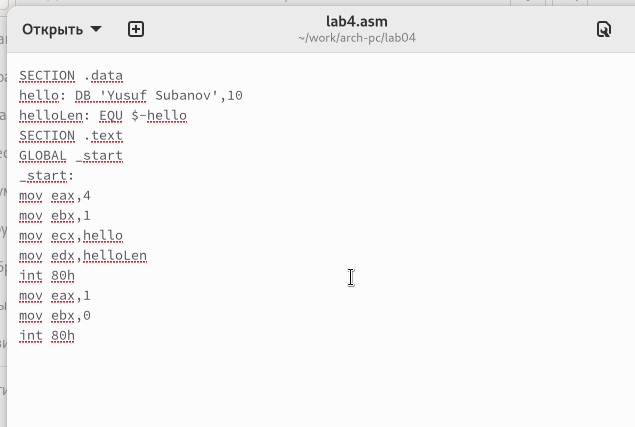 Открыть
lab4.asm
~/work/arch-pc/lab04
SECTION .data
hello: DB 'Yusuf Subanov',10
helloLen: EQU $-hello
SECTION .text
GLOBAL _start
_start:
mov eax,4
mov ebx,1
mov ecx,hello
mov edx,helloLen
int 80h
mov eax,1
mov ebx,0
int 80h